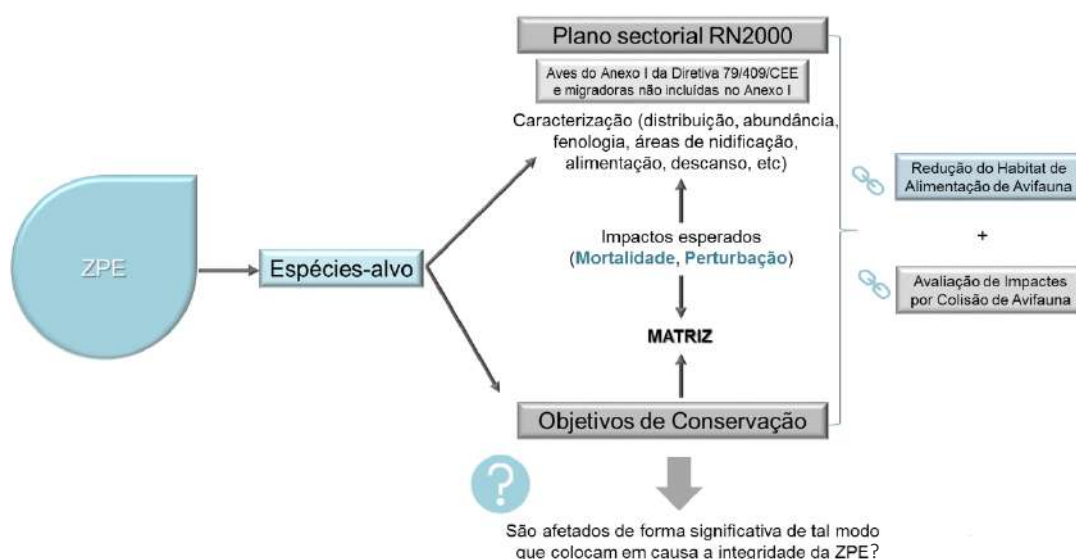 Plano sectorial RN2000
Aves do Anexo I da Diretiva 79/409/CEE
e migradoras não incluídas no Anexo I
Caracterização (distribuição, abundância,
fenologia, áreas de nidificação,
alimentação, descanso, etc)
ZPE
Espécies-alvo
Impactos esperados
(Mortalidade, Perturbação)
MATRIZ
Objetivos de Conservação
?
São afetados de forma significativa de tal modo
que colocam em causa a integridade da ZPE?
Redução do Habitat de
Alimentação de Avifauna
+
Avaliação de Impactes
por Colisão de Avifauna